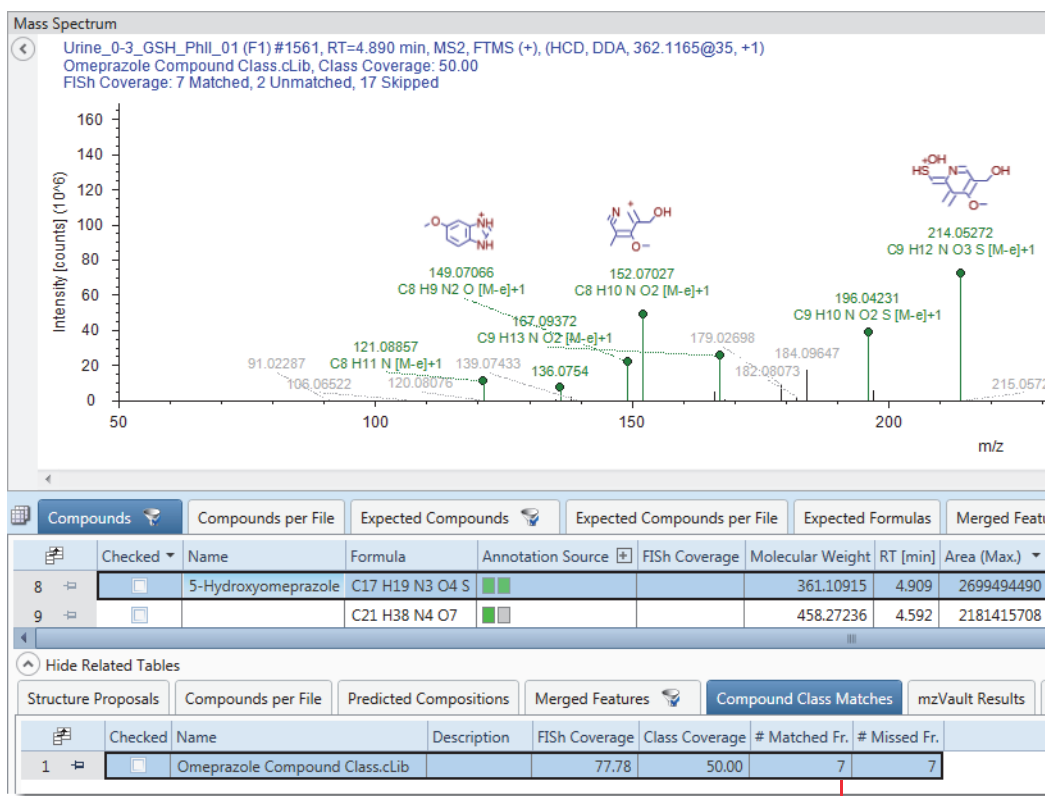 Mass Spectrum
Urine_0-3_GSH_PhII_01 (F1) #1561, RT=4.890 min, MS2, FTMS (+), (HCD, DDA, 362.1165@35, +1)
Omeprazole Compound Class.cLib, Class Coverage: 50.00
FISh Coverage: 7 Matched, 2 Unmatched, 17 Skipped
160
140
120
100
80
60
40
20
0
Intensity [counts] (10^6)
+OH
HS
N
OH
O
O
NH
NH
N
+
OH
O
214.05272
C9 H12 N O3 S [M-e]+1
149.07066
C8 H9 N2 O [M-e]+1
152.07027
C8 H10 N O2 [M-e]+1
196.04231
C9 H10 N O2 S [M-e]+1
167.09372
C9 H13 N O2 [M-e]+1
179.02698
121.08857
C8 H11 N [M-e]+1
91.02287
139.07433
184.09647
136.0754
182.08073
106.06522
120.08076
215.0572
50
100
150
200
m/z
Compounds
Compounds per File
Expected Compounds
Expected Compounds per File
Expected Formulas
Merged Featu
Checked Name Formula Annotation Source FISh Coverage Molecular Weight RT [min] Area (Max.)
8 5-Hydroxyomeprazole C17 H19 N3 O4 S 361.10915 4.909 2699494490
9 C21 H38 N4 O7 458.27236 4.592 2181415708
Hide Related Tables
Structure Proposals
Compounds per File
Predicted Compositions
Merged Features
Compound Class Matches
mzVault Results
Checked Name Description FISh Coverage Class Coverage # Matched Fr. # Missed Fr.
1 Omeprazole Compound Class.cLib 77.78 50.00 7 7